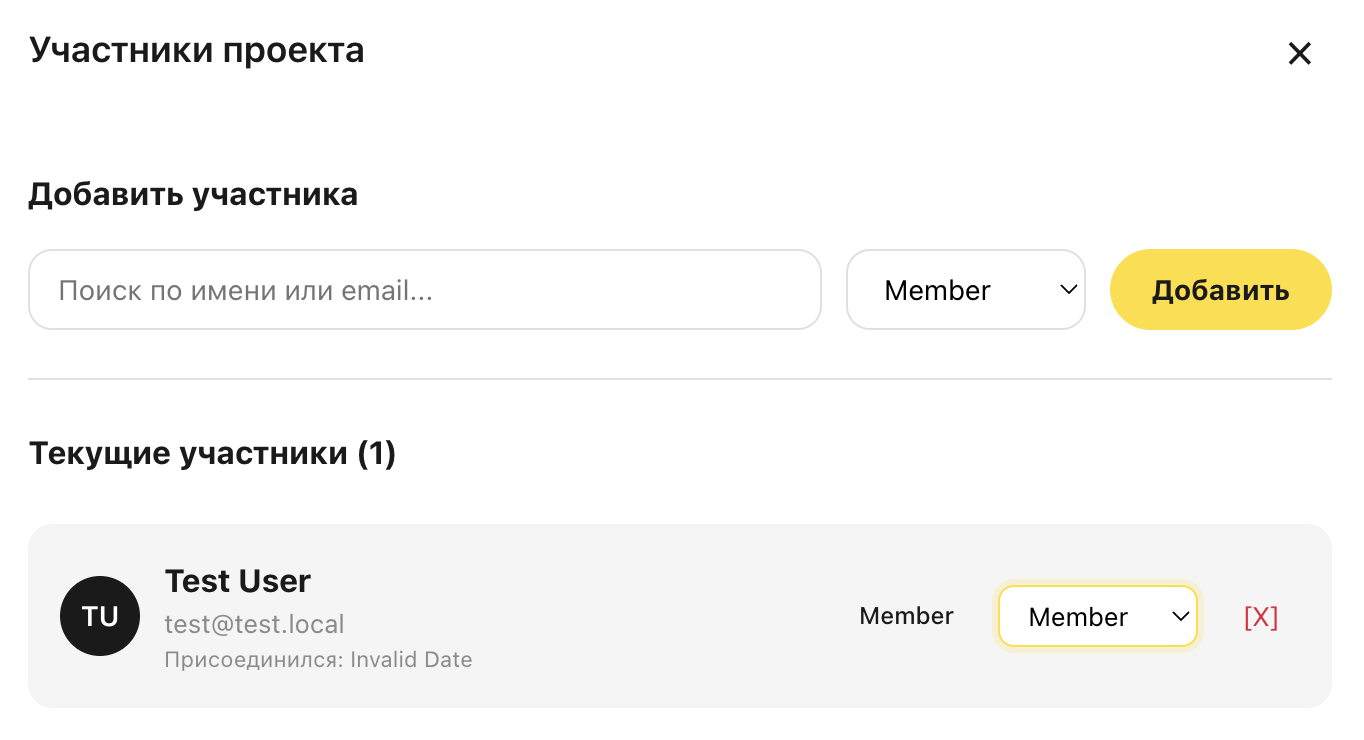 Участники проекта
Добавить участника
Поиск по имени или email...
Member
Добавить
Текущие участники (1)
TU
Test User
test@test.local
Присоединился: Invalid Date
Member
Member
[X]